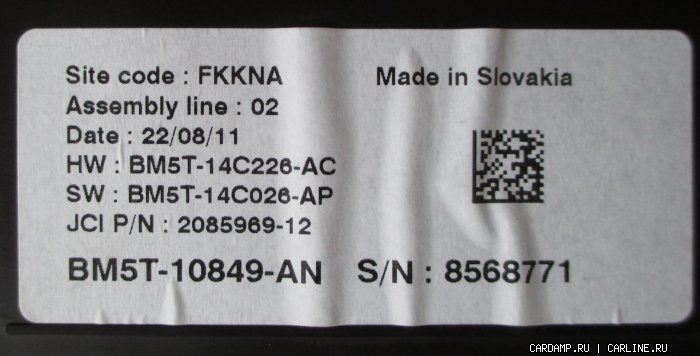 Site code : FKKNA Made in Slovakia
Assembly line : 02
Date : 22/08/11
HW : BM5T-14C226-AC
SW : BM5T-14C026-AP
JCI P/N : 2085969-12
BM5T-10849-AN S/N : 8568771
CARDAMP.RU | CARLINE.RU